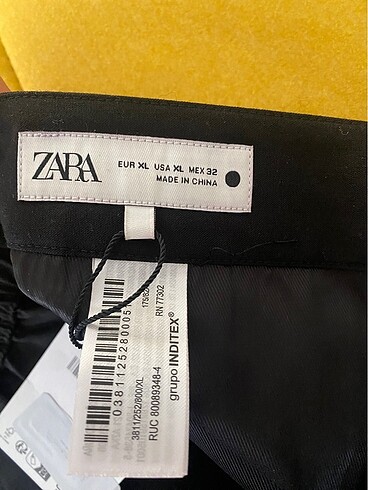 ZARA
EUR XL USA XL MEX 32
MADE IN CHINA
RN 77302
0381125280005
3811/252/800/XL
grupo INDITEX®
RUC 80089348-4